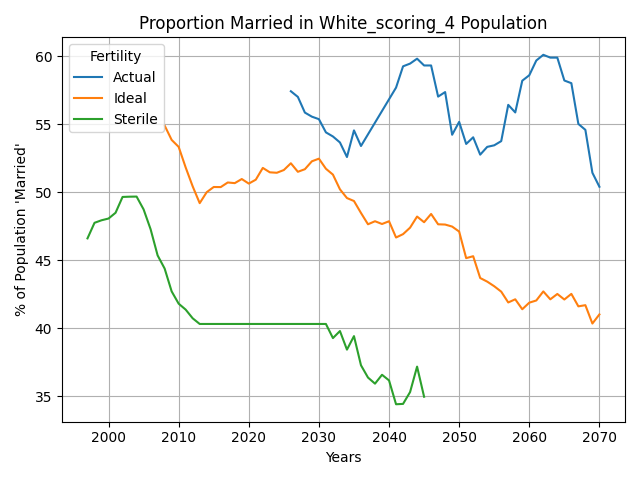 Proportion Married in White_scoring_4 Population
Fertility
Actual
Ideal
Sterile
% of Population 'Married'
60
55
50
45
40
35
2000
2010
2020
2030
2040
2050
2060
2070
Years